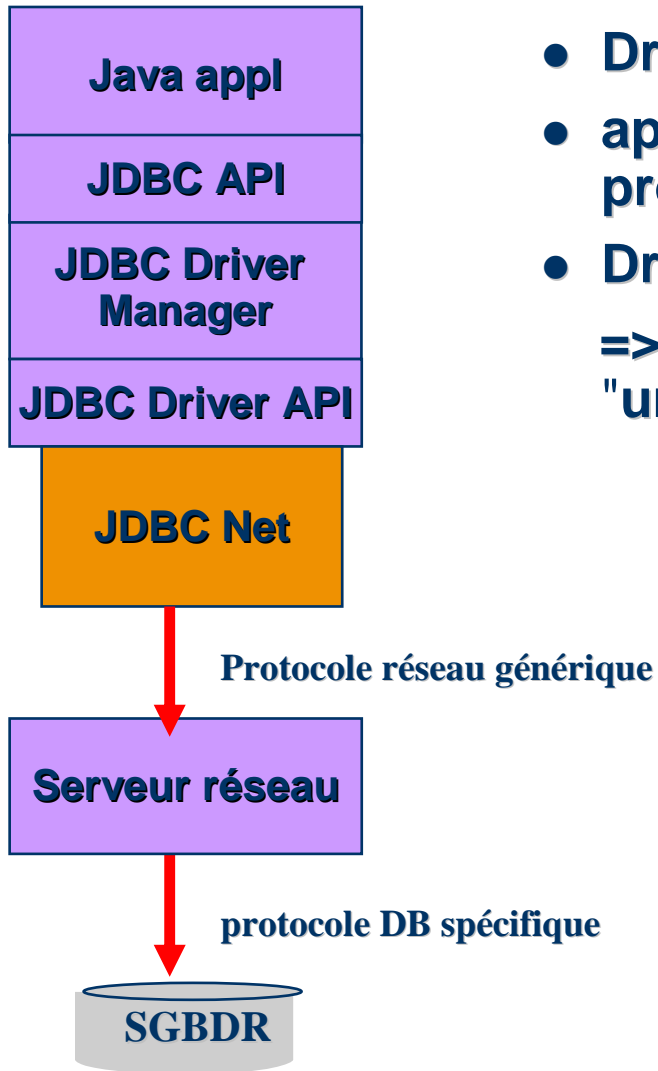 Java appl
JDBC API
JDBC Driver
Manager
JDBC Driver API
JDBC Net
Protocole réseau générique
Serveur réseau
protocole DB spécifique
SGBDR
=>